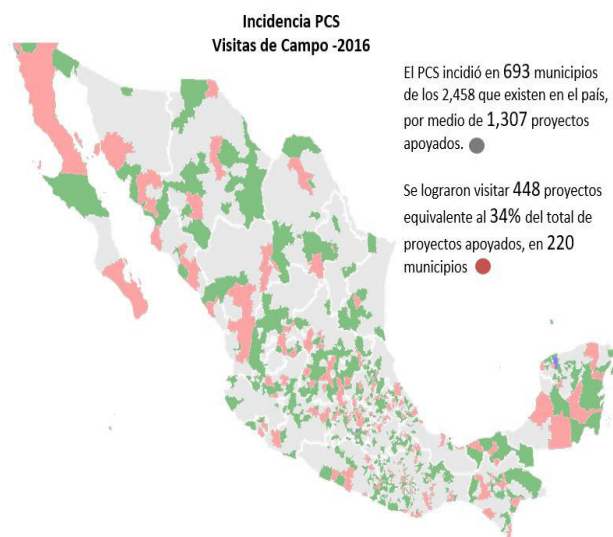 Incidencia PCS
Visitas de Campo -2016
El PCS incidió en 693 municipios
de los 2,458 que existen en el país,
por medio de 1,307 proyectos
apoyados.
Se lograron visitar 448 proyectos
equivalente al 34% del total de
proyectos apoyados, en 220
municipios